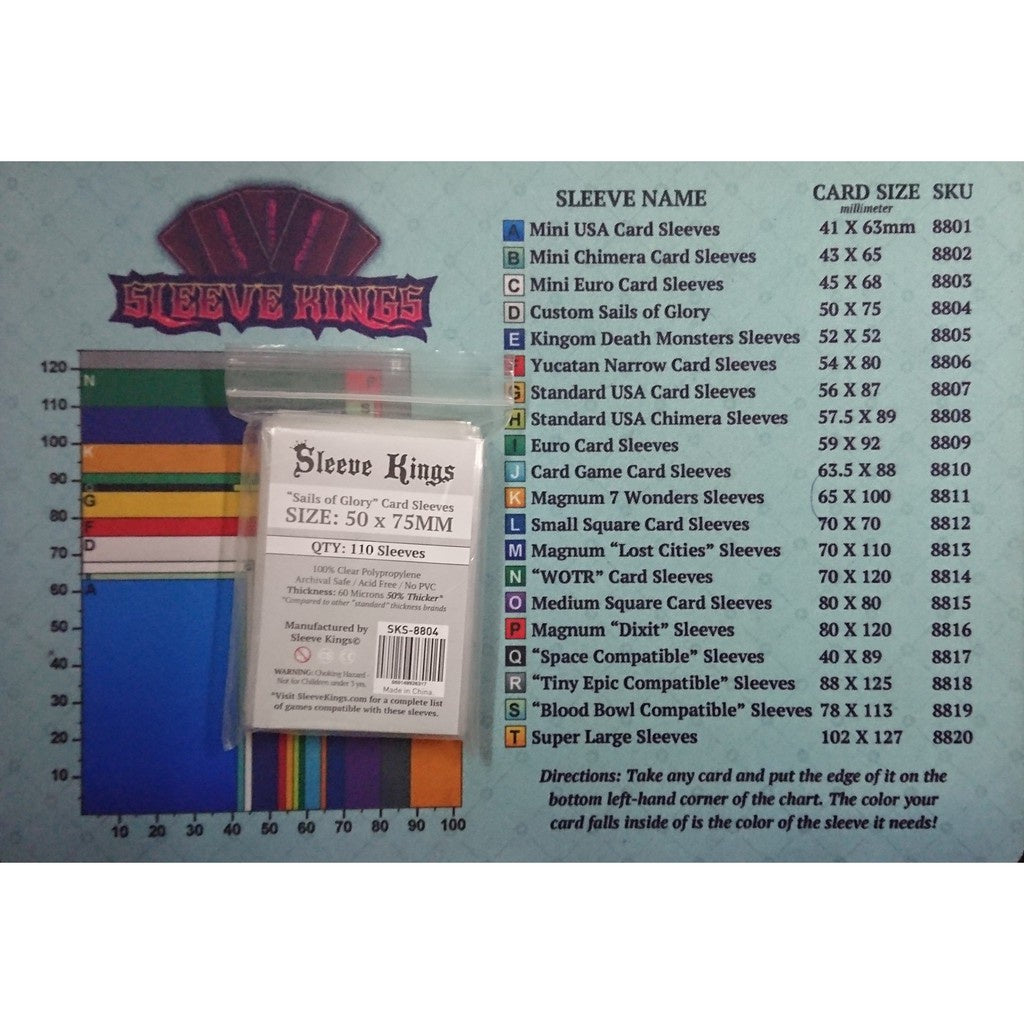 SLEEVE KINGS
SLEEVE NAME CARD SIZE SKU
millimeter
A Mini USA Card Sleeves 41 X 63mm 8801
B Mini Chimera Card Sleeves 43 X 65 8802
C Mini Euro Card Sleeves 45 X 68 8803
D Custom Sails of Glory 50 X 75 8804
E Kingom Death Monsters Sleeves 52 X 52 8805
F Yucatan Narrow Card Sleeves 54 X 80 8806
G Standard USA Card Sleeves 56 X 87 8807
H Standard USA Chimera Sleeves 57.5 X 89 8808
I Euro Card Sleeves 59 X 92 8809
J Card Game Card Sleeves 63.5 X 88 8810
K Magnum 7 Wonders Sleeves 65 X 100 8811
L Small Square Card Sleeves 70 X 70 8812
M Magnum “Lost Cities” Sleeves 70 X 110 8813
N “WOTR” Card Sleeves 70 X 120 8814
O Medium Square Card Sleeves 80 X 80 8815
P Magnum “Dixit” Sleeves 80 X 120 8816
Q “Space Compatible” Sleeves 40 X 89 8817
R “Tiny Epic Compatible” Sleeves 88 X 125 8818
S “Blood Bowl Compatible” Sleeves 78 X 113 8819
T Super Large Sleeves 102 X 127 8820
Directions: Take any card and put the edge of it on the
bottom left-hand corner of the chart. The color your
card falls inside of is the color of the sleeve it needs!
120
N
110
100
K
90
G
80
F
D
70
60
A
50
40
30
20
10
10 20 30 40 50 60 70 80 90 100
Sleeve Kings
“Sails of Glory” Card Sleeves
SIZE: 50 x 75MM
QTY: 110 Sleeves
100% Clear Polypropylene
Archival Safe / Acid Free / No PVC
Thickness: 60 Microns 50% Thicker*
*Compared to other “standard” thickness brands
Manufactured by
Sleeve Kings©
SKS-8804
Made in China
WARNING: Choking Hazard -
Not for Children under 3 yrs.
*Visit SleeveKings.com for a complete list
of games compatible with these sleeves.